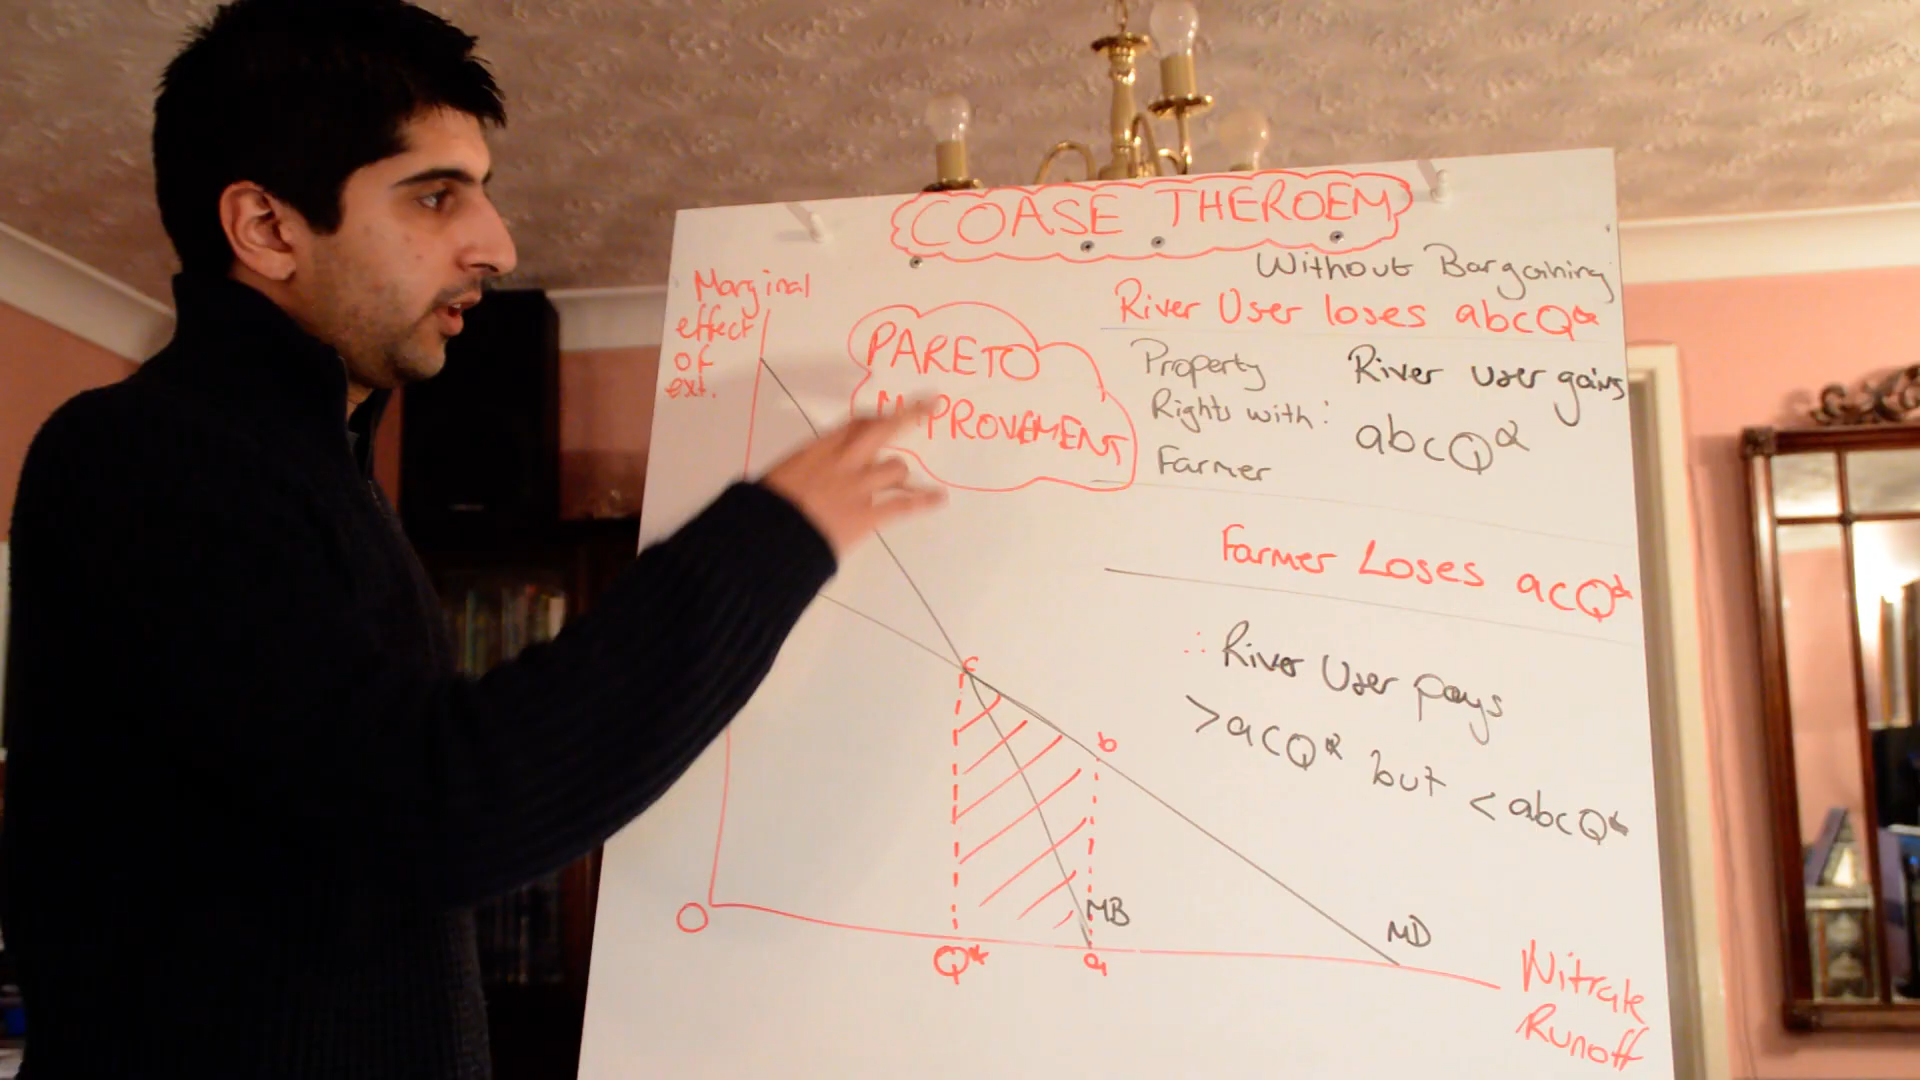 COASE THEROEM
Without Bargaining
River User loses abcQ*
Marginal
effect
of
ext.
PARETO
IMPROVEMENT
Property
Rights with:
Farmer
River user gains
abcQ*
Farmer Loses acQ*
∴ River User pays
>acQ* but <abcQ*
c
b
MB
MD
O
Q*
a
Nitrate
Runoff